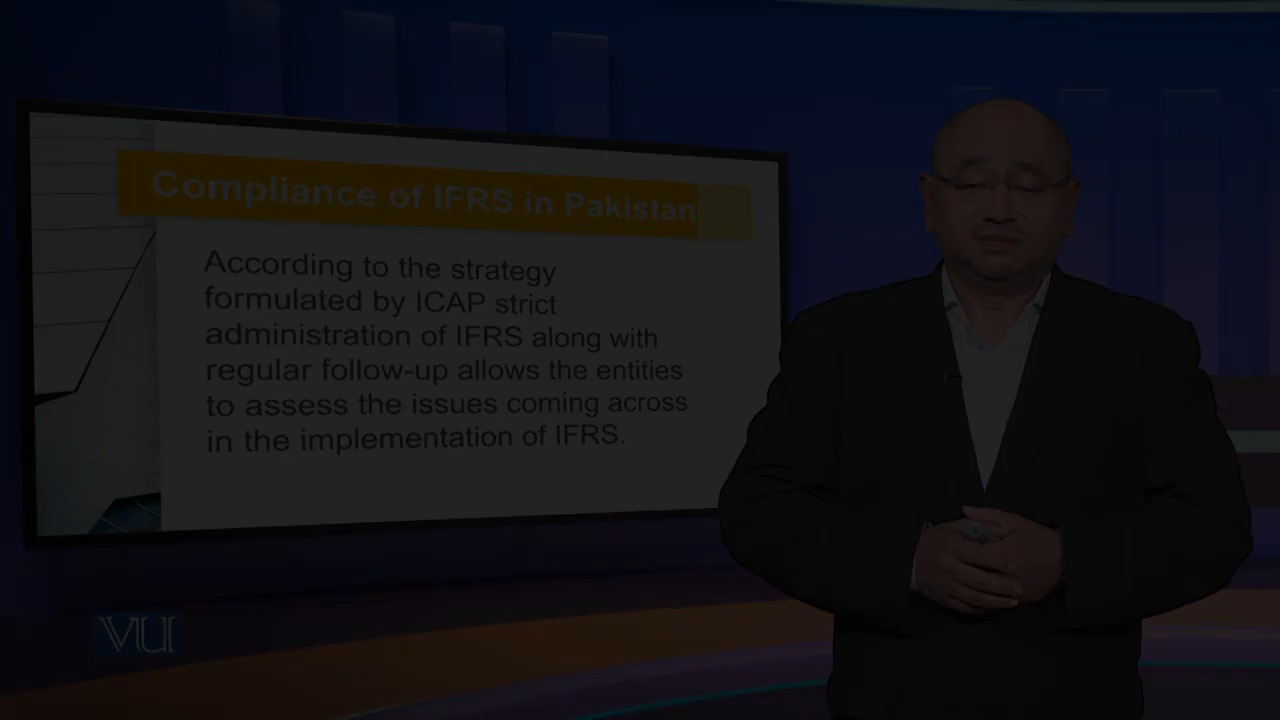 Compliance of IFRS in Pakistan
According to the strategy
formulated by ICAP strict
administration of IFRS along with
regular follow-up allows the entities
to assess the issues coming across
in the implementation of IFRS.
VU